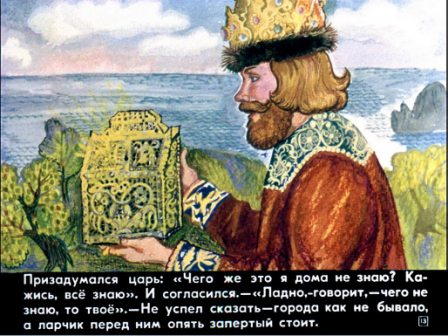 Призадумался царь: «Чего же это я дома не знаю? Ка-
жись, всё знаю». И согласился.—«Ладно,-говорит,—чего не
знаю, то твоё».—Не успел сказать—города как не бывало,
а ларчик перед ним опять запертый стоит. 13